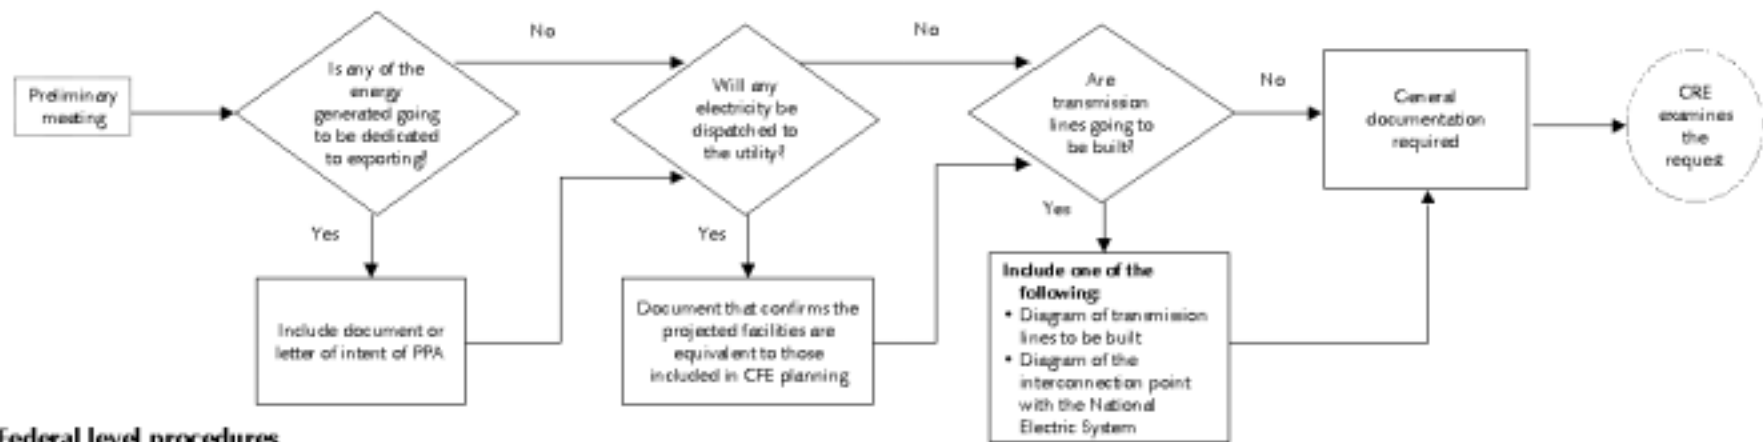 Preliminary
meeting
Is any of the
energy
generated going
to be dedicated
to exporting?
No
Yes
Include document or
letter of intent of PPA
Will any
electricity be
dispatched to
the utility?
No
Yes
Document that confirms the
projected facilities are
equivalent to those
included in CFE planning
Are
transmission
lines going to
be built?
No
Yes
Include one of the
following:
• Diagram of transmission
lines to be built
• Diagram of the
interconnection point
with the National
Electric System
General
documentation
required
CRE
examines
the
request
Federal level procedures